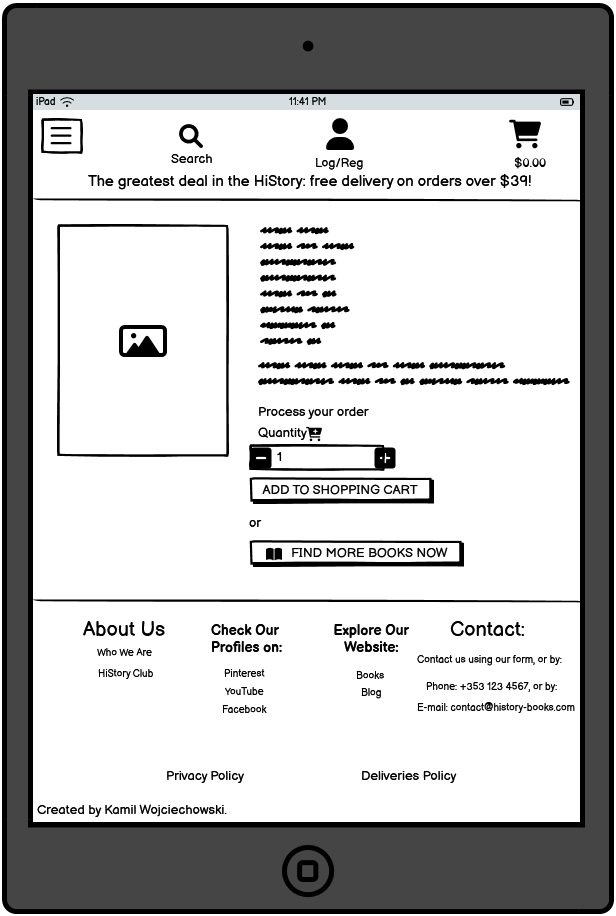 iPad
11:41 PM
Search
Log/Reg
$0.00
The greatest deal in the HiStory: free delivery on orders over $39!
Process your order
Quantity
1
ADD TO SHOPPING CART
or
FIND MORE BOOKS NOW
About Us
Who We Are
HiStory Club
Check Our
Profiles on:
Pinterest
YouTube
Facebook
Explore Our
Website:
Books
Blog
Contact:
Contact us using our form, or by:
Phone: +353 123 4567, or by:
E-mail: contact@history-books.com
Privacy Policy
Deliveries Policy
Created by Kamil Wojciechowski.